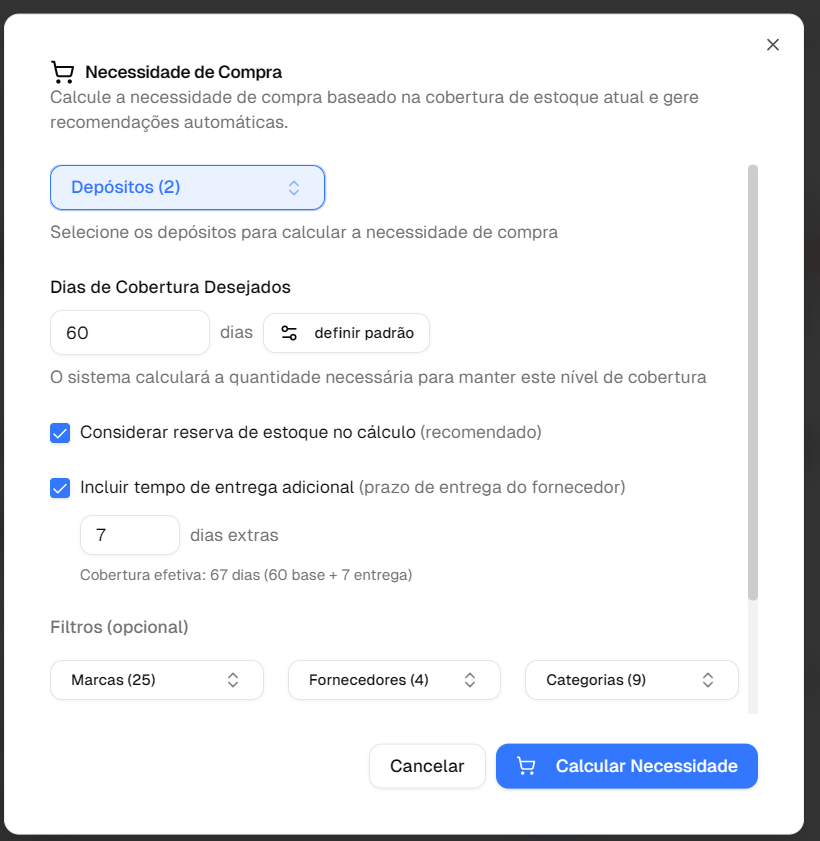 Necessidade de Compra
Calcule a necessidade de compra baseado na cobertura de estoque atual e gere
recomendações automáticas.
Depósitos (2)
Selecione os depósitos para calcular a necessidade de compra
Dias de Cobertura Desejados
60 dias definir padrão
O sistema calculará a quantidade necessária para manter este nível de cobertura
Considerar reserva de estoque no cálculo (recomendado)
Incluir tempo de entrega adicional (prazo de entrega do fornecedor)
7 dias extras
Cobertura efetiva: 67 dias (60 base + 7 entrega)
Filtros (opcional)
Marcas (25) Fornecedores (4) Categorias (9)
Cancelar Calcular Necessidade